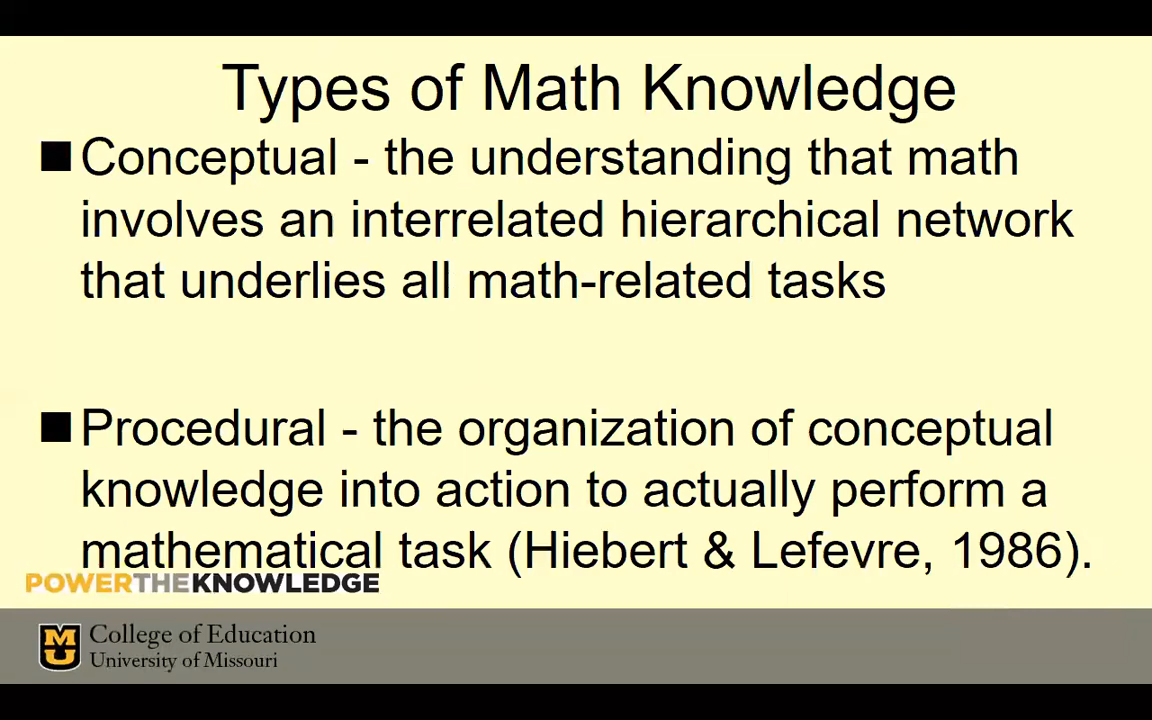 Types of Math Knowledge
Conceptual - the understanding that math
involves an interrelated hierarchical network
that underlies all math-related tasks
Procedural - the organization of conceptual
knowledge into action to actually perform a
mathematical task (Hiebert & Lefevre, 1986).
POWERTHEKNOWLEDGE
MU
College of Education
University of Missouri